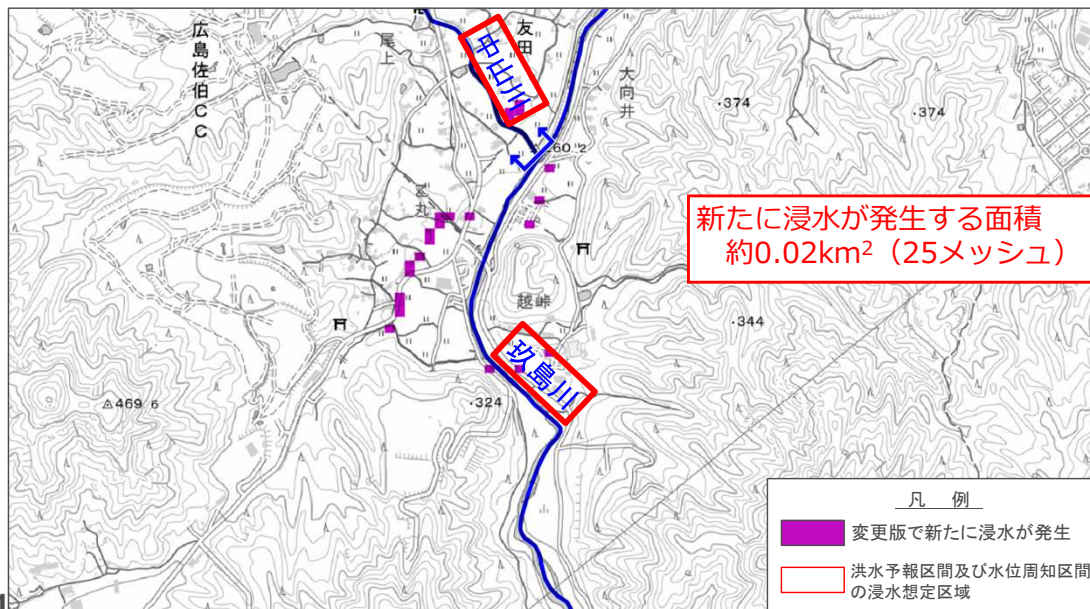 広島佐伯CC
尾上
友田
中山川
大向井
・374
・374
260.2
新たに浸水が発生する面積
約0.02km²（25メッシュ）
越峠
・344
玖島川
△469.6
・324
凡 例
変更版で新たに浸水が発生
洪水予報区間及び水位周知区間
の浸水想定区域